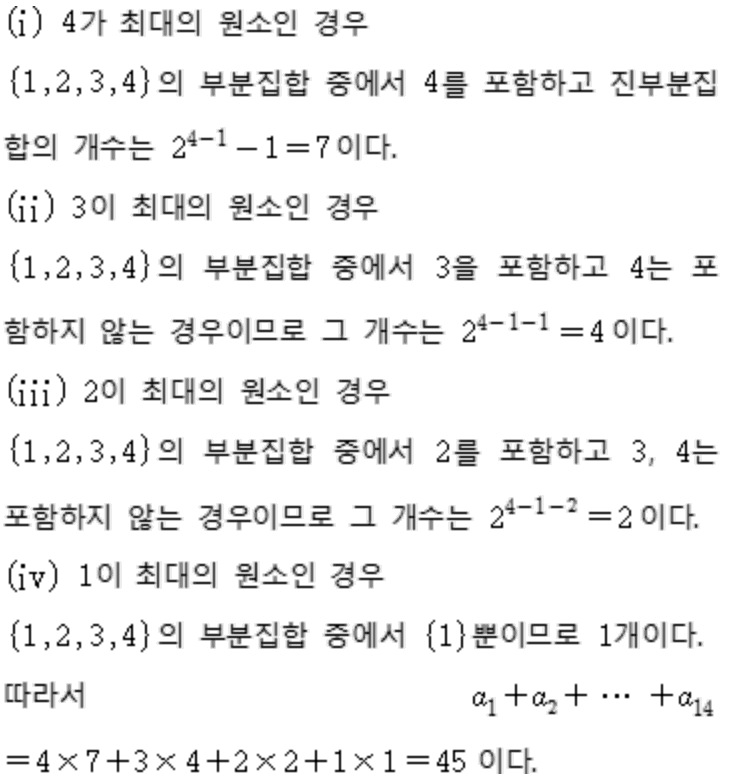 (i) 4가 최대의 원소인 경우
{1,2,3,4}의 부분집합 중에서 4를 포함하고 진부분집
합의 개수는 2^{4-1}-1=7이다.
(ii) 3이 최대의 원소인 경우
{1,2,3,4}의 부분집합 중에서 3을 포함하고 4는 포
함하지 않는 경우이므로 그 개수는 2^{4-1-1}=4이다.
(iii) 2이 최대의 원소인 경우
{1,2,3,4}의 부분집합 중에서 2를 포함하고 3, 4는
포함하지 않는 경우이므로 그 개수는 2^{4-1-2}=2이다.
(iv) 1이 최대의 원소인 경우
{1,2,3,4}의 부분집합 중에서 {1}뿐이므로 1개이다.
따라서 a_1+a_2+ ⋯ +a_{14}
=4×7+3×4+2×2+1×1=45 이다.